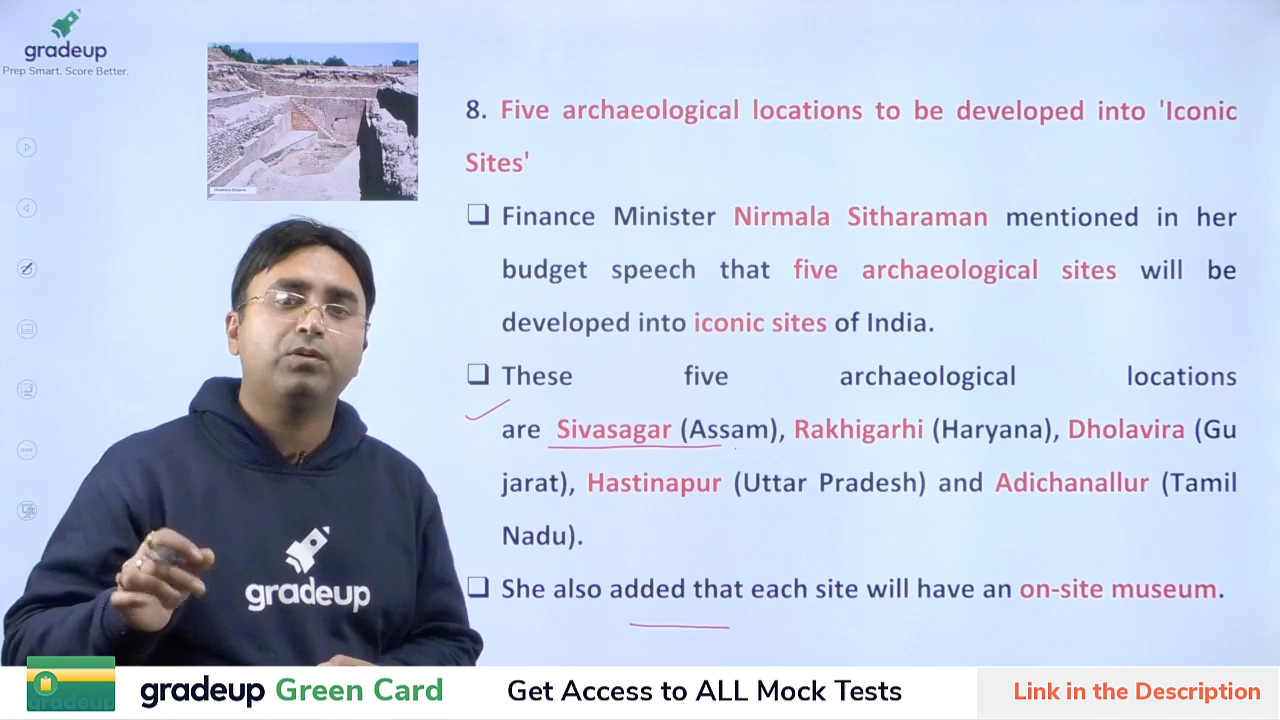 gradeup
Prep Smart. Score Better.
8. Five archaeological locations to be developed into 'Iconic
Sites'
❑ Finance Minister Nirmala Sitharaman mentioned in her
budget speech that five archaeological sites will be
developed into iconic sites of India.
❑ These five archaeological locations
are Sivasagar (Assam), Rakhigarhi (Haryana), Dholavira (Gu
jarat), Hastinapur (Uttar Pradesh) and Adichanallur (Tamil
Nadu).
❑ She also added that each site will have an on-site museum.
gradeup
gradeup
gradeup Green Card
Get Access to ALL Mock Tests
Link in the Description